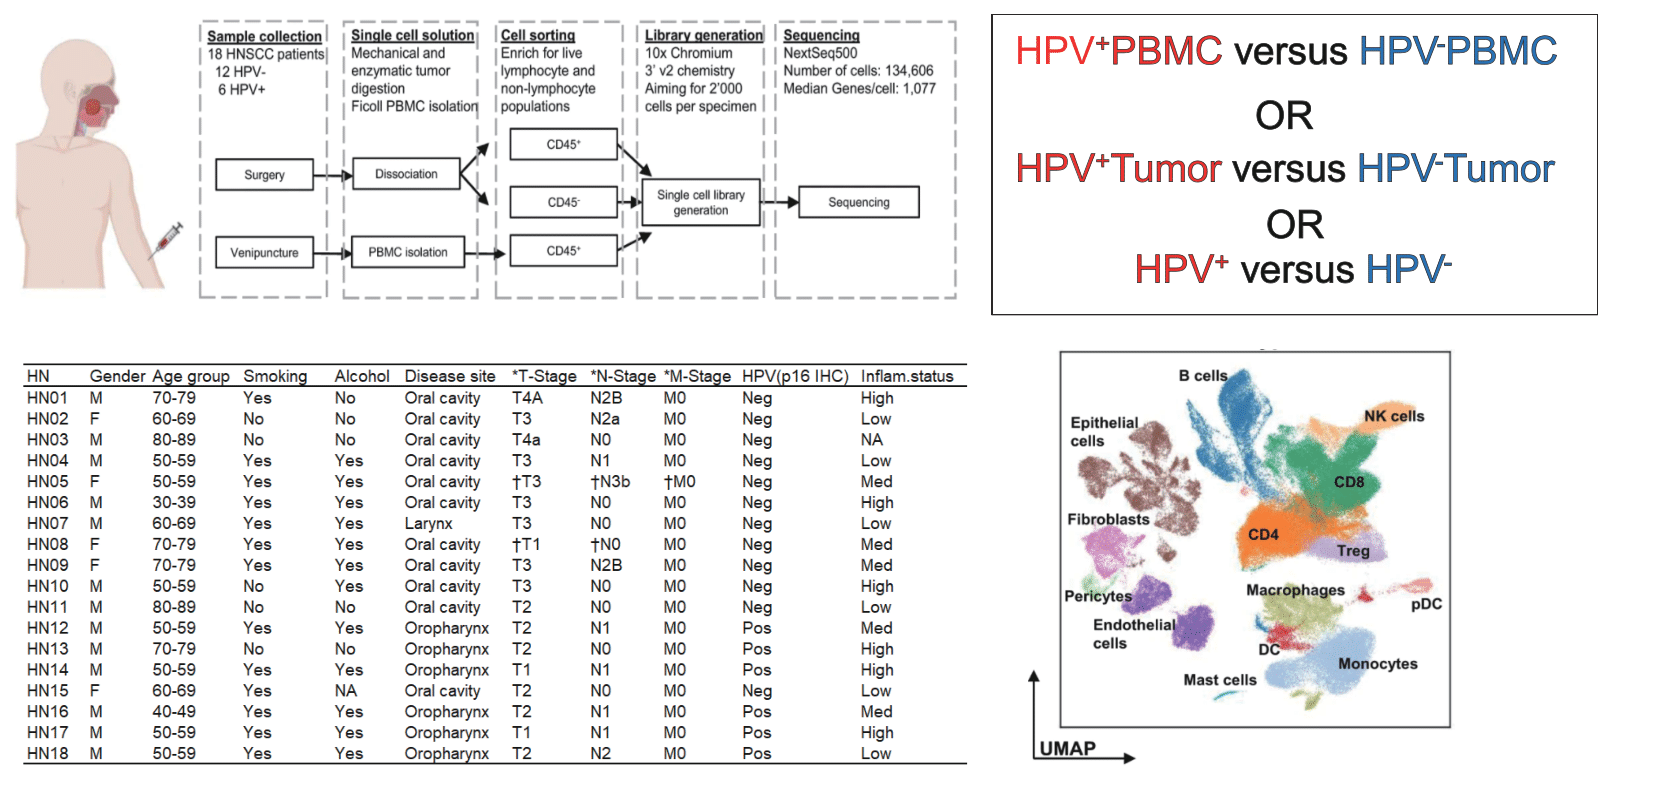 Sample collection
18 HNSCC patients
12 HPV-
6 HPV+
Single cell solution
Mechanical and
enzymatic tumor
digestion
Ficoll PBMC isolation
Cell sorting
Enrich for live
lymphocyte and
non-lymphocyte
populations
Library generation
10x Chromium
3' v2 chemistry
Aiming for 2'000
cells per specimen
Sequencing
NextSeq500
Number of cells: 134,606
Median Genes/cell: 1,077
Surgery
Dissociation
CD45⁺
CD45⁻
Single cell library
generation
Sequencing
Venipuncture
PBMC isolation
CD45⁺
HPV⁺PBMC versus HPV⁻PBMC
OR
HPV⁺Tumor versus HPV⁻Tumor
OR
HPV⁺ versus HPV⁻
HN Gender Age group Smoking Alcohol Disease site *T-Stage *N-Stage *M-Stage HPV(p16 IHC) Inflam.status
HN01 M 70-79 Yes No Oral cavity T4A N2B M0 Neg High
HN02 F 60-69 No No Oral cavity T3 N2a M0 Neg Low
HN03 M 80-89 No No Oral cavity T4a N0 M0 Neg NA
HN04 M 50-59 Yes Yes Oral cavity T3 N1 M0 Neg Low
HN05 F 50-59 Yes Yes Oral cavity †T3 †N3b †M0 Neg Med
HN06 M 30-39 Yes Yes Oral cavity T3 N0 M0 Neg High
HN07 M 60-69 Yes Yes Larynx T3 N0 M0 Neg Low
HN08 F 70-79 Yes Yes Oral cavity †T1 †N0 M0 Neg Med
HN09 F 70-79 Yes Yes Oral cavity T3 N2B M0 Neg Med
HN10 M 50-59 No Yes Oral cavity T3 N0 M0 Neg High
HN11 M 80-89 No No Oral cavity T2 N0 M0 Neg Low
HN12 M 50-59 Yes Yes Oropharynx T2 N1 M0 Pos Med
HN13 M 70-79 No No Oropharynx T2 N0 M0 Pos High
HN14 M 50-59 Yes Yes Oropharynx T1 N1 M0 Pos High
HN15 F 60-69 Yes NA Oral cavity T2 N0 M0 Neg Low
HN16 M 40-49 Yes Yes Oropharynx T2 N1 M0 Pos Med
HN17 M 50-59 Yes Yes Oropharynx T1 N1 M0 Pos High
HN18 M 50-59 Yes Yes Oropharynx T2 N2 M0 Pos Low
B cells
NK cells
Epithelial
cells
CD8
Fibroblasts
CD4
Treg
Pericytes
Macrophages
pDC
Endothelial
cells
DC
Monocytes
Mast cells
UMAP